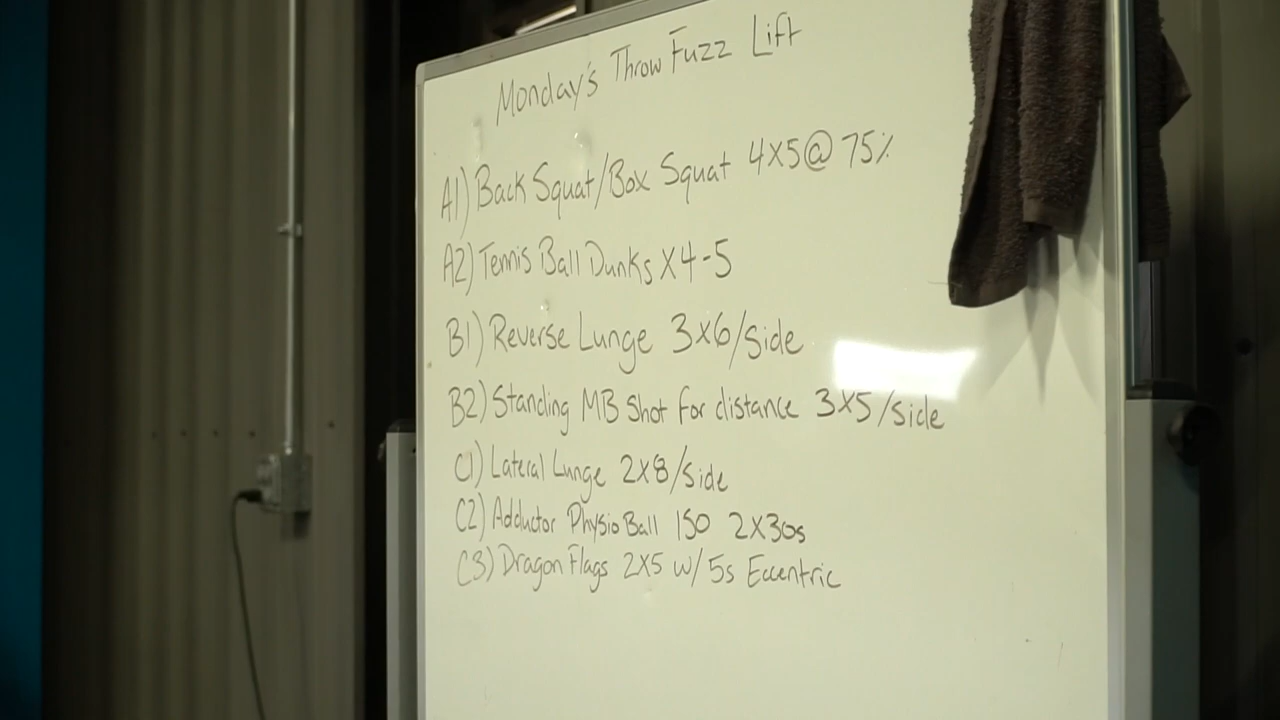 Monday's Throw Fuzz Lift
A1) Back Squat/Box Squat 4x5@ 75%
A2) Tennis Ball Dunks x4-5
B1) Reverse Lunge 3x6/side
B2) Standing MB Shot for distance 3x5/side
C1) Lateral Lunge 2x8/side
C2) Adductor Physio Ball ISO 2x30s
C3) Dragon Flags 2x5 w/ 5s Eccentric